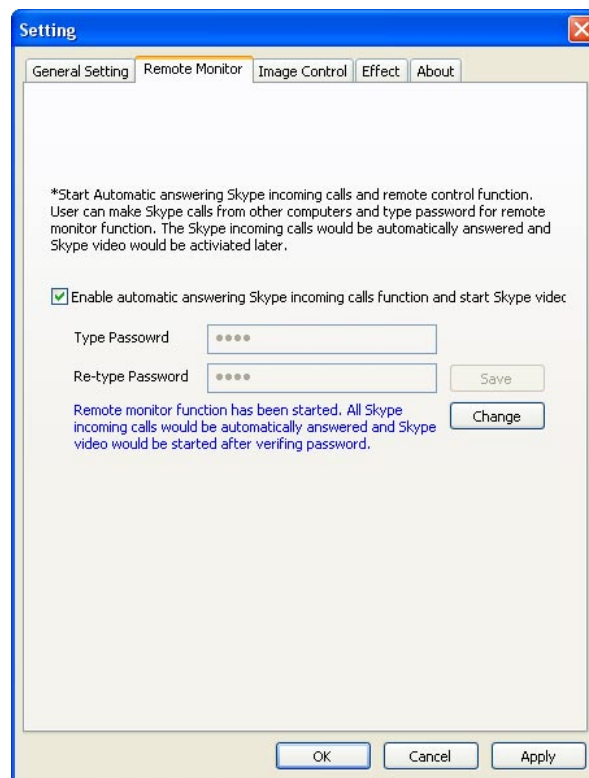 Setting
General Setting Remote Monitor Image Control Effect About
*Start Automatic answering Skype incoming calls and remote control function.
User can make Skype calls from other computers and type password for remote
monitor function. The Skype incoming calls would be automatically answered and
Skype video would be activiated later.
Enable automatic answering Skype incoming calls function and start Skype videc
Type Passowrd
Re-type Password
Save
Remote monitor function has been started. All Skype
incoming calls would be automatically answered and Skype
video would be started after verifing password.
Change
OK Cancel Apply